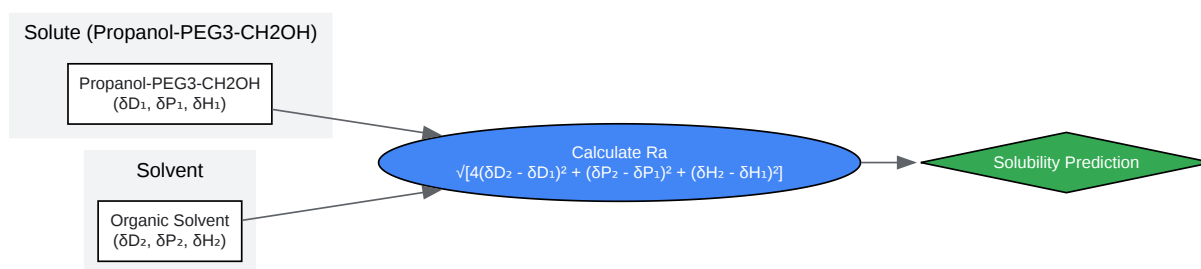 Solute (Propanol-PEG3-CH2OH)
Propanol-PEG3-CH2OH
(δD₁, δP₁, δH₁)
Solvent
Organic Solvent
(δD₂, δP₂, δH₂)
Calculate Ra
√[4(δD₂ - δD₁)² + (δP₂ - δP₁)² + (δH₂ - δH₁)²]
Solubility Prediction